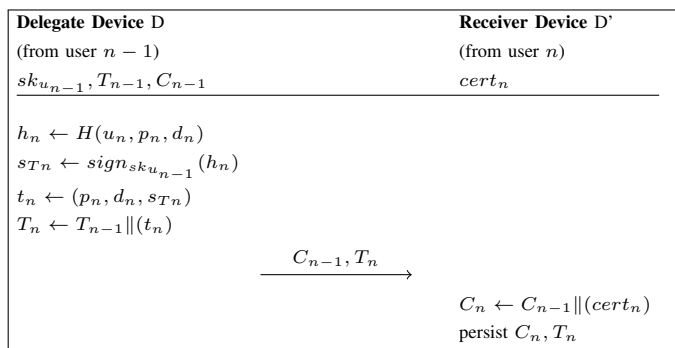 Delegate Device D Receiver Device D'
(from user n − 1) (from user n)
sk_{u_{n−1}}, T_{n−1}, C_{n−1} cert_n
h_n ← H(u_n, p_n, d_n)
s_{Tn} ← sign_{sk_{u_{n−1}}}(h_n)
t_n ← (p_n, d_n, s_{Tn})
T_n ← T_{n−1}∥(t_n)
C_{n−1}, T_n
C_n ← C_{n−1}∥(cert_n)
persist C_n, T_n